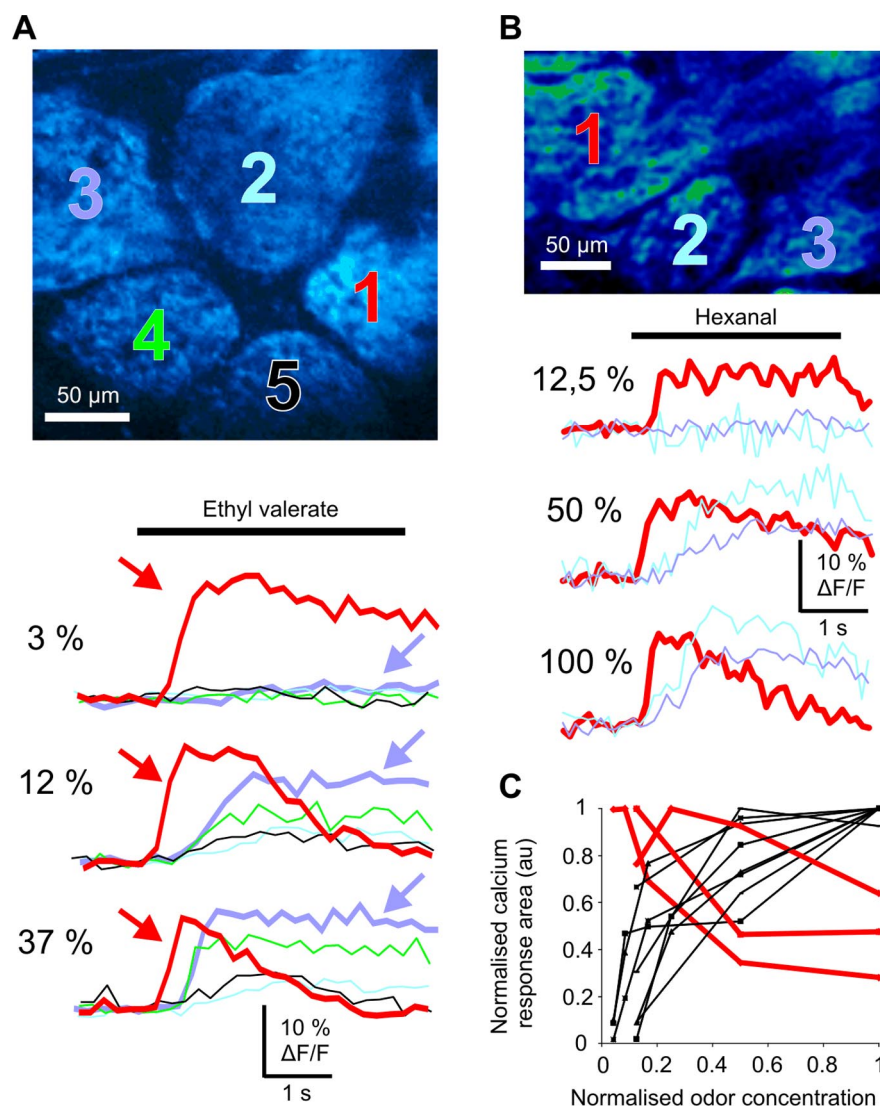 A
3
2
1
4
5
50 µm
Ethyl valerate
3 %
12 %
37 %
10 %
ΔF/F
1 s
B
1
2
3
50 µm
Hexanal
12,5 %
50 %
10 %
ΔF/F
1 s
100 %
C
Normalised calcium
response area (au)
1
0.8
0.6
0.4
0.2
0
0 0.2 0.4 0.6 0.8 1
Normalised odor concentration